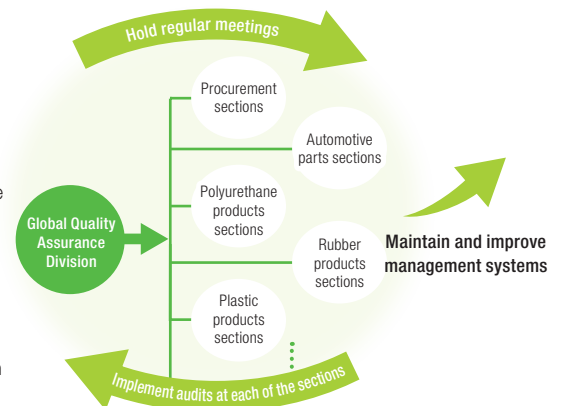 Hold regular meetings
Procurement
sections
Automotive
parts sections
Polyurethane
products
sections
Global Quality
Assurance
Division
Rubber
products
sections
Maintain and improve
management systems
Plastic
products
sections
Implement audits at each of the sections